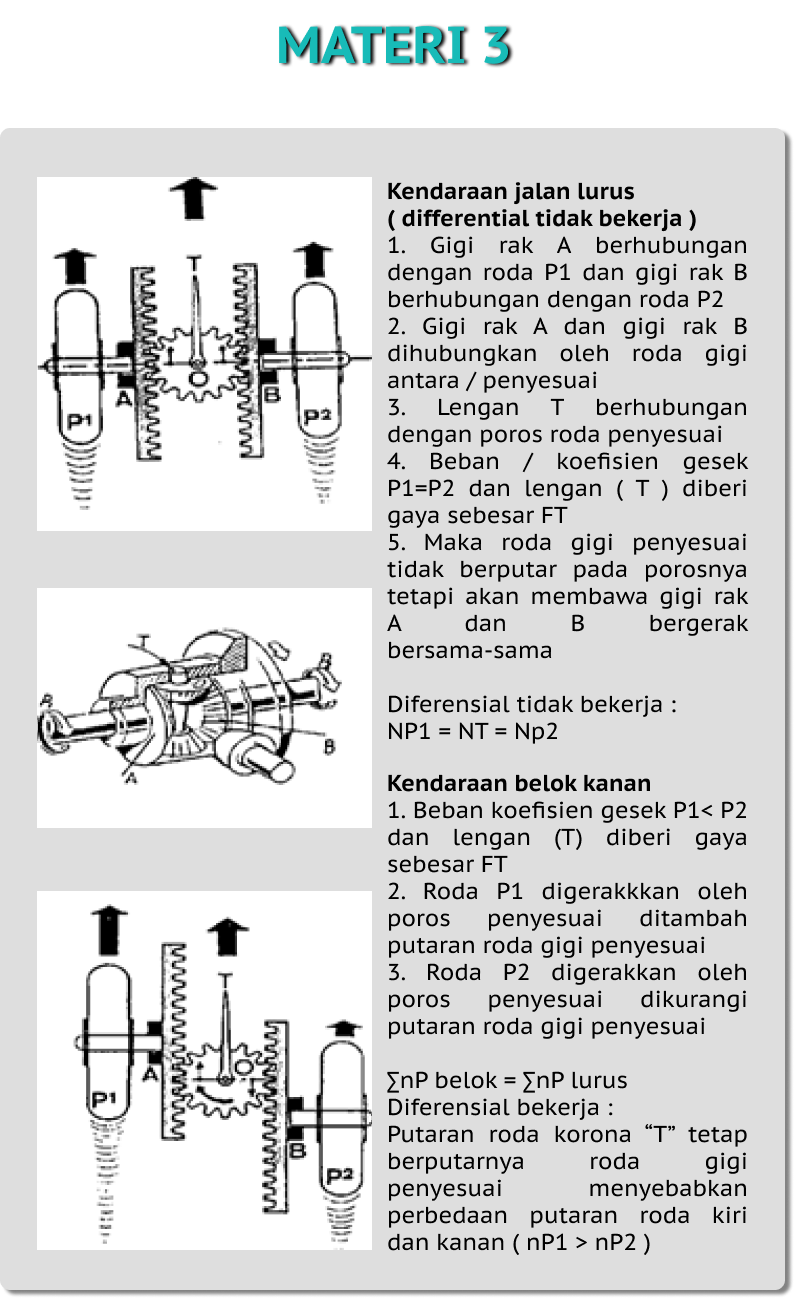 MATERI 3
T
A
B
P1
P2
Kendaraan jalan lurus
( differential tidak bekerja )
1. Gigi rak A berhubungan
dengan roda P1 dan gigi rak B
berhubungan dengan roda P2
2. Gigi rak A dan gigi rak B
dihubungkan oleh roda gigi
antara / penyesuai
3. Lengan T berhubungan
dengan poros roda penyesuai
4. Beban / koefisien gesek
P1=P2 dan lengan ( T ) diberi
gaya sebesar FT
5. Maka roda gigi penyesuai
tidak berputar pada porosnya
tetapi akan membawa gigi rak
A dan B bergerak
bersama-sama
T
B
A
Diferensial tidak bekerja :
NP1 = NT = Np2
Kendaraan belok kanan
1. Beban koefisien gesek P1< P2
dan lengan (T) diberi gaya
sebesar FT
2. Roda P1 digerakkkan oleh
poros penyesuai ditambah
putaran roda gigi penyesuai
3. Roda P2 digerakkan oleh
poros penyesuai dikurangi
putaran roda gigi penyesuai
T
A
P1
B
P2
∑nP belok = ∑nP lurus
Diferensial bekerja :
Putaran roda korona “T” tetap
berputarnya roda gigi
penyesuai menyebabkan
perbedaan putaran roda kiri
dan kanan ( nP1 > nP2 )